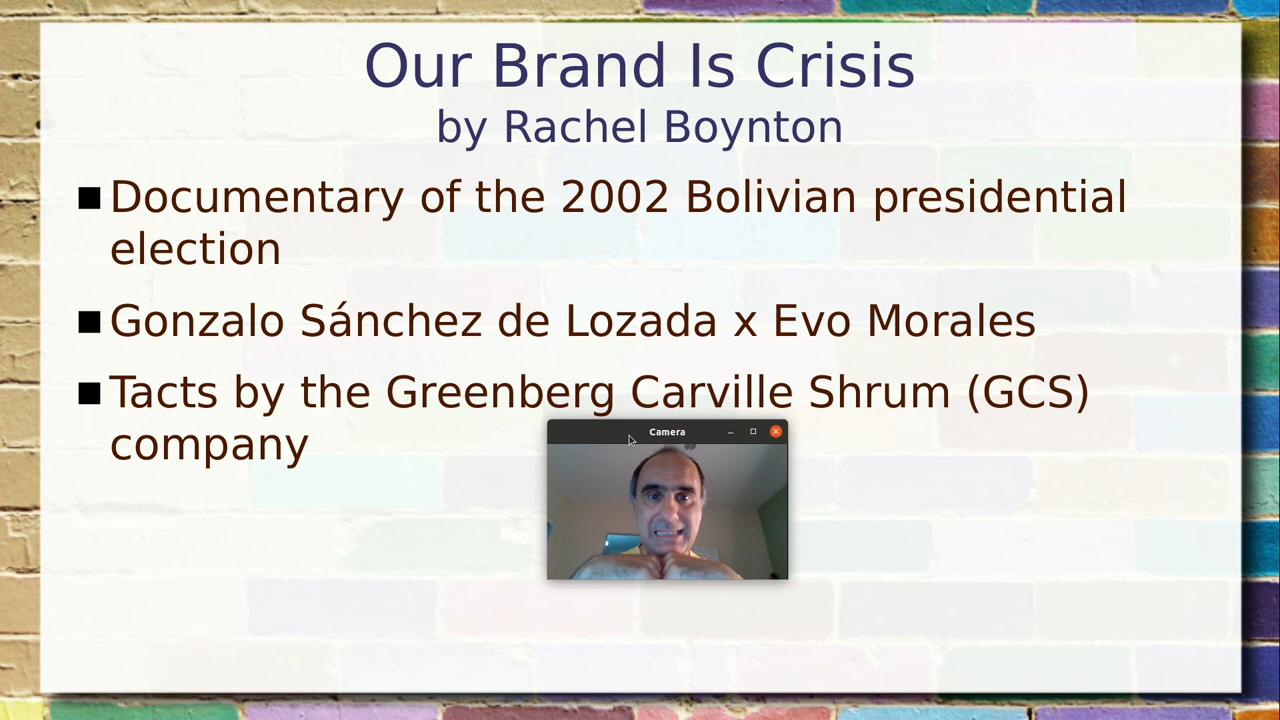 Our Brand Is Crisis
by Rachel Boynton
Documentary of the 2002 Bolivian presidential
election
Gonzalo Sánchez de Lozada x Evo Morales
Tacts by the Greenberg Carville Shrum (GCS)
company
Camera